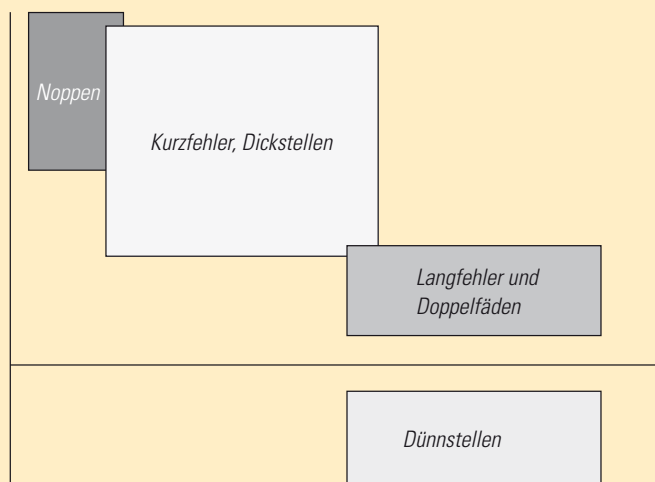 Noppen
Kurzfehler, Dickstellen
Langfehler und
Doppelfäden
Dünnstellen